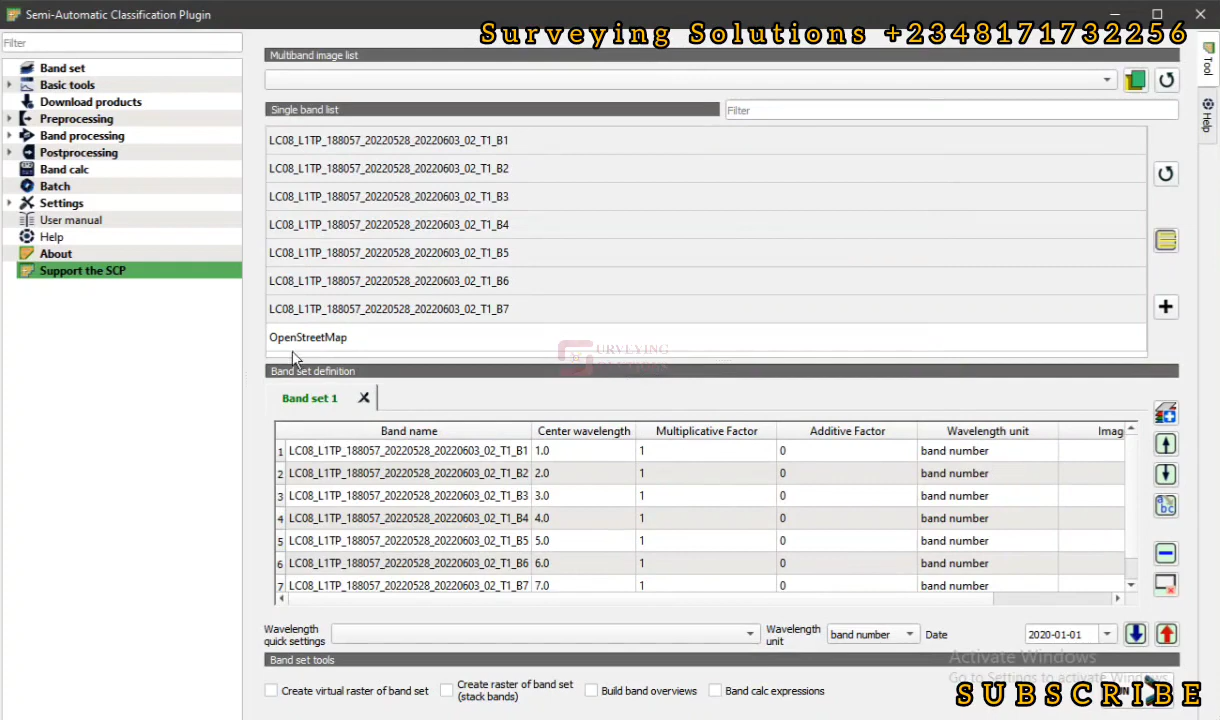 Semi-Automatic Classification Plugin
Surveying Solutions +2348171732256
Filter
Band set
Basic tools
Download products
Preprocessing
Band processing
Postprocessing
Band calc
Batch
Settings
User manual
Help
About
Support the SCP
Multiband image list
Single band list
Filter
LC08_L1TP_188057_20220528_20220603_02_T1_B1
LC08_L1TP_188057_20220528_20220603_02_T1_B2
LC08_L1TP_188057_20220528_20220603_02_T1_B3
LC08_L1TP_188057_20220528_20220603_02_T1_B4
LC08_L1TP_188057_20220528_20220603_02_T1_B5
LC08_L1TP_188057_20220528_20220603_02_T1_B6
LC08_L1TP_188057_20220528_20220603_02_T1_B7
OpenStreetMap
URVEYING
Band set definition
Band set 1
Band name Center wavelength Multiplicative Factor Additive Factor Wavelength unit Imag
1 LC08_L1TP_188057_20220528_20220603_02_T1_B1 1.0 1 0 band number
2 LC08_L1TP_188057_20220528_20220603_02_T1_B2 2.0 1 0 band number
3 LC08_L1TP_188057_20220528_20220603_02_T1_B3 3.0 1 0 band number
4 LC08_L1TP_188057_20220528_20220603_02_T1_B4 4.0 1 0 band number
5 LC08_L1TP_188057_20220528_20220603_02_T1_B5 5.0 1 0 band number
6 LC08_L1TP_188057_20220528_20220603_02_T1_B6 6.0 1 0 band number
7 LC08_L1TP_188057_20220528_20220603_02_T1_B7 7.0 1 0 band number
Wavelength quick settings
Wavelength unit
band number
Date
2020-01-01
Band set tools
Activate Windows
Go to Settings to activate Windows.
Create virtual raster of band set
Create raster of band set (stack bands)
Build band overviews
Band calc expressions
SUBSCRIBE
Tool
Help